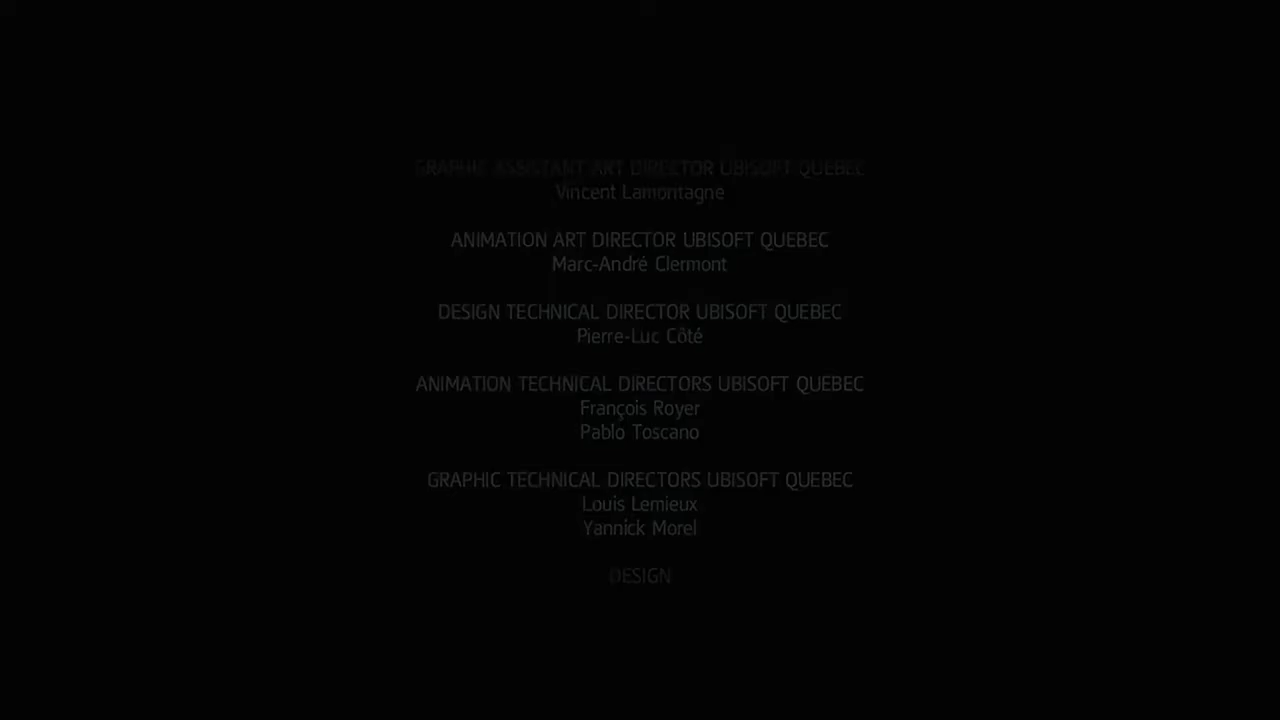 GRAPHIC ASSISTANT ART DIRECTOR UBISOFT QUEBEC
Vincent Lamontagne
ANIMATION ART DIRECTOR UBISOFT QUEBEC
Marc-André Clermont
DESIGN TECHNICAL DIRECTOR UBISOFT QUEBEC
Pierre-Luc Côté
ANIMATION TECHNICAL DIRECTORS UBISOFT QUEBEC
François Royer
Pablo Toscano
GRAPHIC TECHNICAL DIRECTORS UBISOFT QUEBEC
Louis Lemieux
Yannick Morel
DESIGN